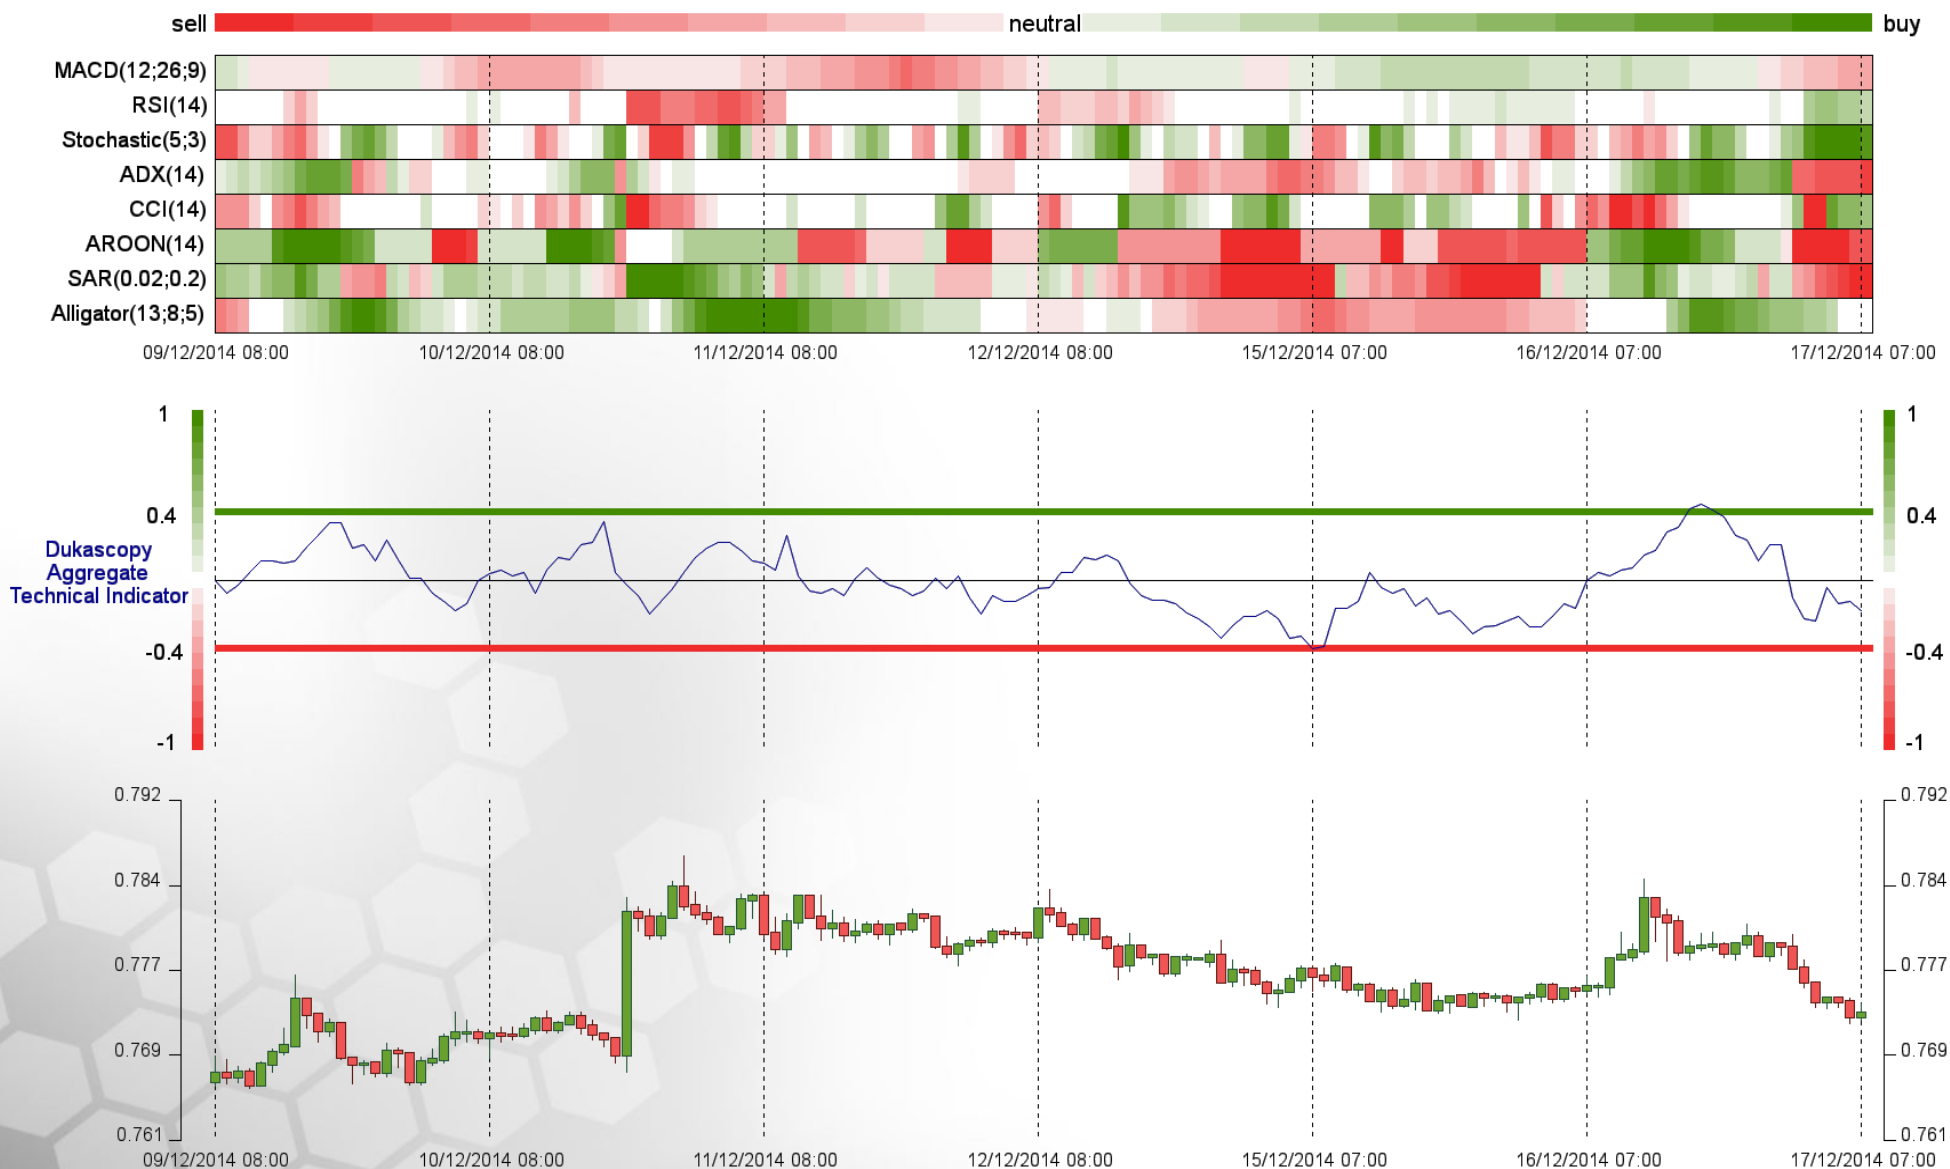 sell neutral buy
MACD(12;26;9)
RSI(14)
Stochastic(5;3)
ADX(14)
CCI(14)
AROON(14)
SAR(0.02;0.2)
Alligator(13;8;5)
09/12/2014 08:00 10/12/2014 08:00 11/12/2014 08:00 12/12/2014 08:00 15/12/2014 07:00 16/12/2014 07:00 17/12/2014 07:00
1 1
0.4 0.4
Dukascopy
Aggregate
Technical Indicator
-0.4 -0.4
-1 -1
0.792 0.792
0.784 0.784
0.777 0.777
0.769 0.769
0.761 0.761
09/12/2014 08:00 10/12/2014 08:00 11/12/2014 08:00 12/12/2014 08:00 15/12/2014 07:00 16/12/2014 07:00 17/12/2014 07:00